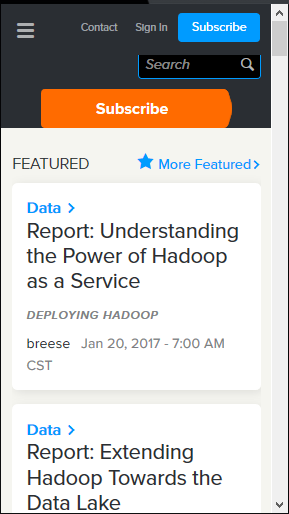 Contact Sign In Subscribe
Search
Subscribe
FEATURED More Featured
Data
Report: Understanding
the Power of Hadoop
as a Service
DEPLOYING HADOOP
breese Jan 20, 2017 - 7:00 AM
CST
Data
Report: Extending
Hadoop Towards the
Data Lake